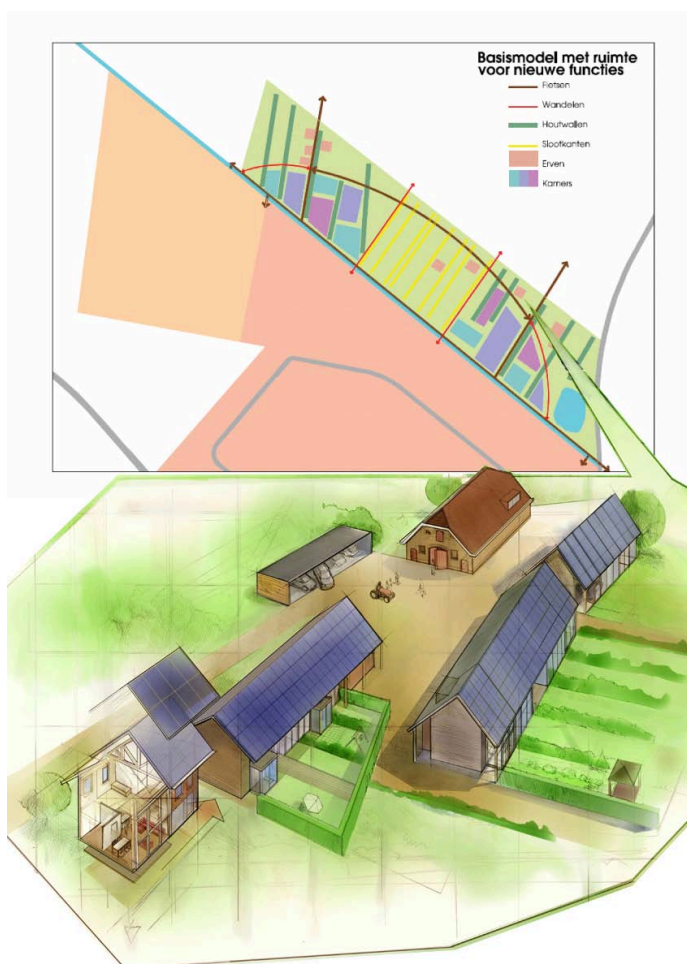 Basismodel met ruimte
voor nieuwe functies
Fietsen
Wandelen
Houtwallen
Slootkanten
Erven
Kamers